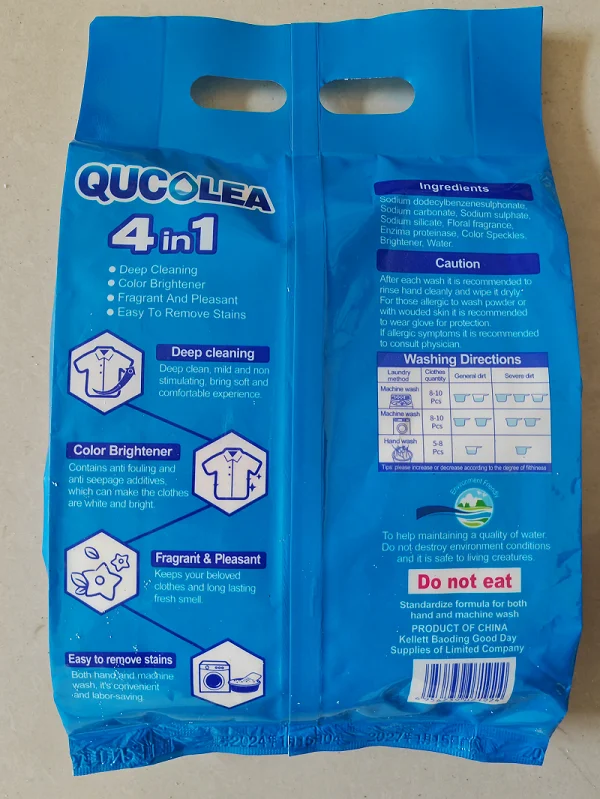 QUCOLEA
4 in 1
Deep Cleaning
Color Brightener
Fragrant And Pleasant
Easy To Remove Stains
Deep cleaning
Deep clean, mild and non
stimulating, bring soft and
comfortable experience.
Color Brightener
Contains anti fouling and
anti seepage additives,
which can make the clothes
are white and bright.
Fragrant & Pleasant
Keeps your beloved
clothes and long lasting
fresh smell.
Easy to remove stains
Both hand and machine
wash, it's convenient
and labor-saving.
Ingredients
Sodium dodecylbenzenesulphonate,
Sodium carbonate, Sodium sulphate,
Sodium silicate, Floral fragrance,
Enzima proteinase, Color Speckles,
Brightener, Water.
Caution
After each wash it is recommended to
rinse hand cleanly and wipe it dryly."
For those allergic to wash powder or
with wouded skin it is recommended
to wear glove for protection.
If allergic symptoms it is recommended
to consult physician.
Washing Directions
Laundry method Clothes quantity General dirt Severe dirt
Machine wash 8-10 Pcs
Machine wash 8-10 Pcs
Hand wash 5-8 Pcs
Tips: please increase or decrease according to the degree of filthiness
Environment Friendly
To help maintaining a quality of water
Do not destroy environment conditions
and it is safe to living creatures.
Do not eat
Standardize formula for both
hand and machine wash
PRODUCT OF CHINA
Kellett Baoding Good Day
Supplies of Limited Company